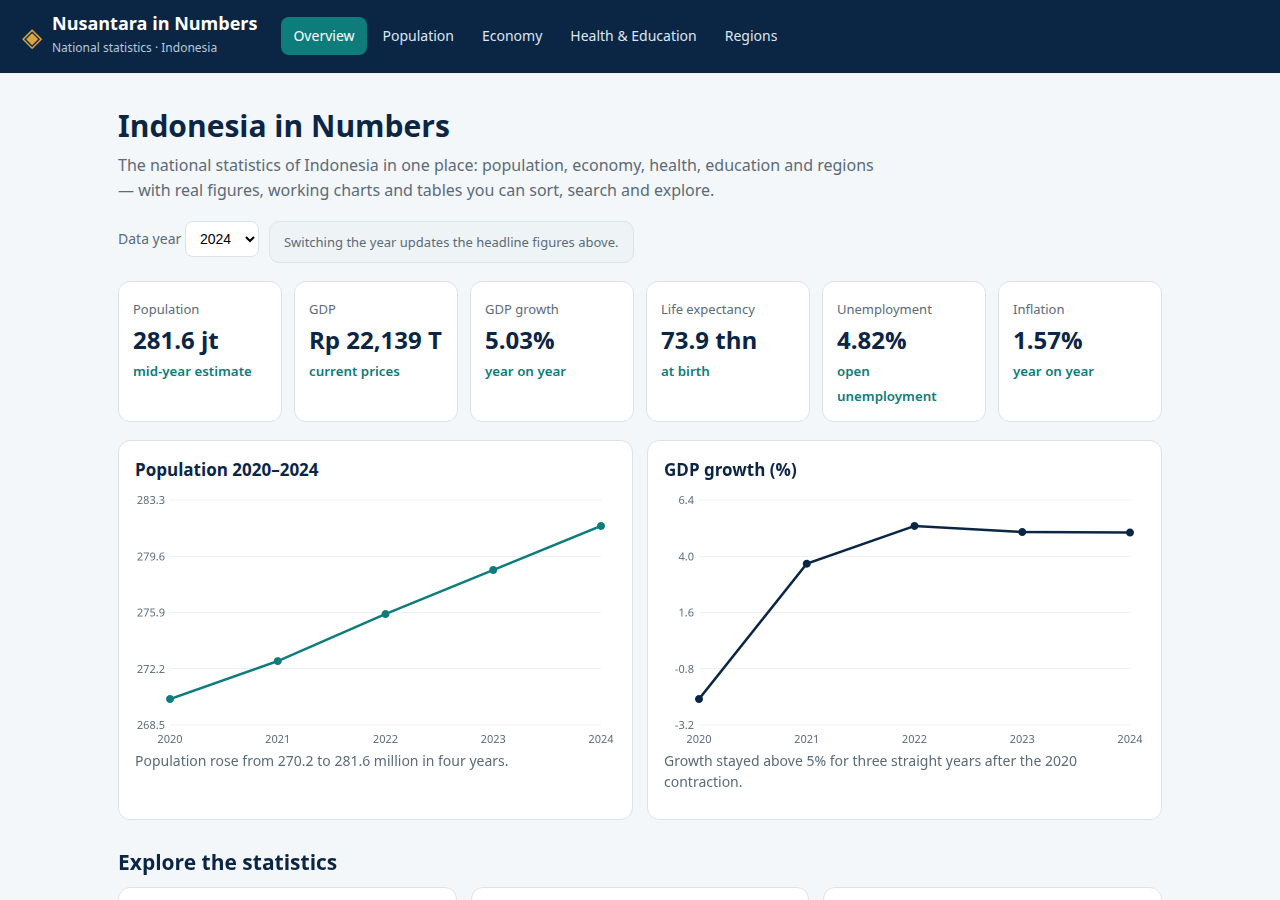 Nusantara in Numbers
National statistics · Indonesia
Overview
Population
Economy
Health & Education
Regions
Indonesia in Numbers
The national statistics of Indonesia in one place: population, economy, health, education and regions
— with real figures, working charts and tables you can sort, search and explore.
Data year
2024
Switching the year updates the headline figures above.
Population
281.6 jt
mid-year estimate
GDP
Rp 22,139 T
current prices
GDP growth
5.03%
year on year
Life expectancy
73.9 thn
at birth
Unemployment
4.82%
open
unemployment
Inflation
1.57%
year on year
Population 2020–2024
283.3
279.6
275.9
272.2
268.5
2020
2021
2022
2023
2024
Population rose from 270.2 to 281.6 million in four years.
GDP growth (%)
6.4
4.0
1.6
-0.8
-3.2
2020
2021
2022
2023
2024
Growth stayed above 5% for three straight years after the 2020
contraction.
Explore the statistics